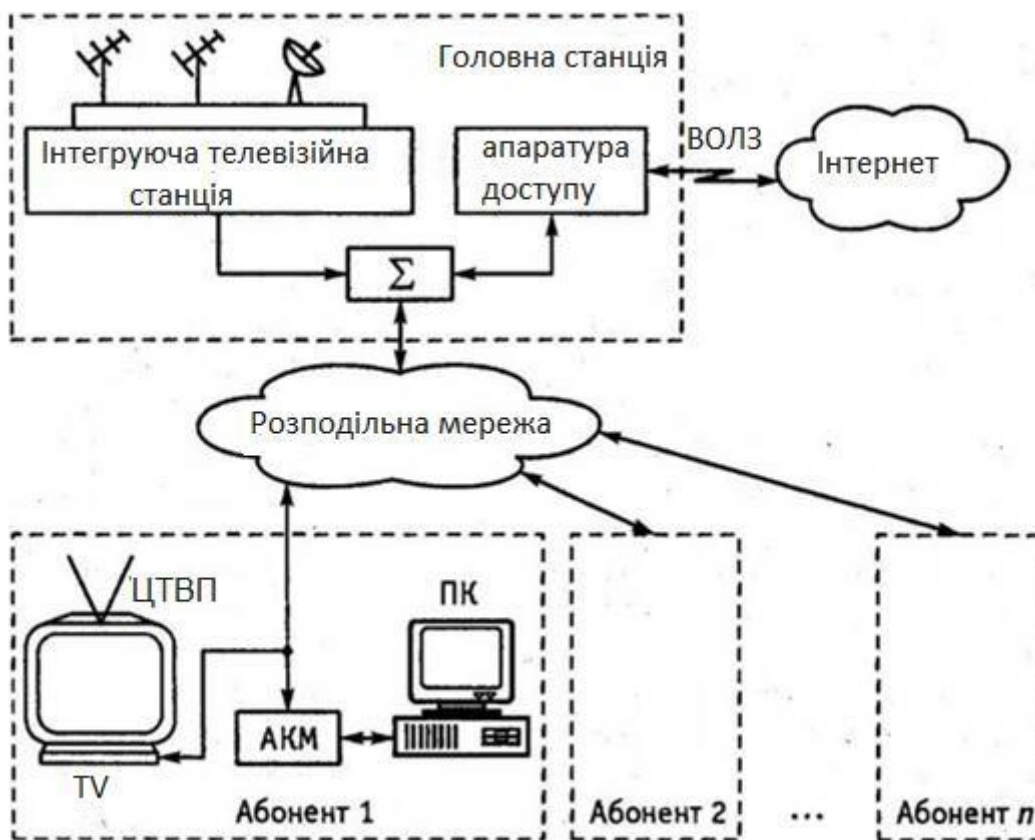 Головна станція
Інтегруюча телевізійна
станція
апаратура
доступу
ВОЛЗ
Інтернет
Σ
Розподільна мережа
ЦТВП
ПК
АКМ
TV
Абонент 1
Абонент 2
...
Абонент n